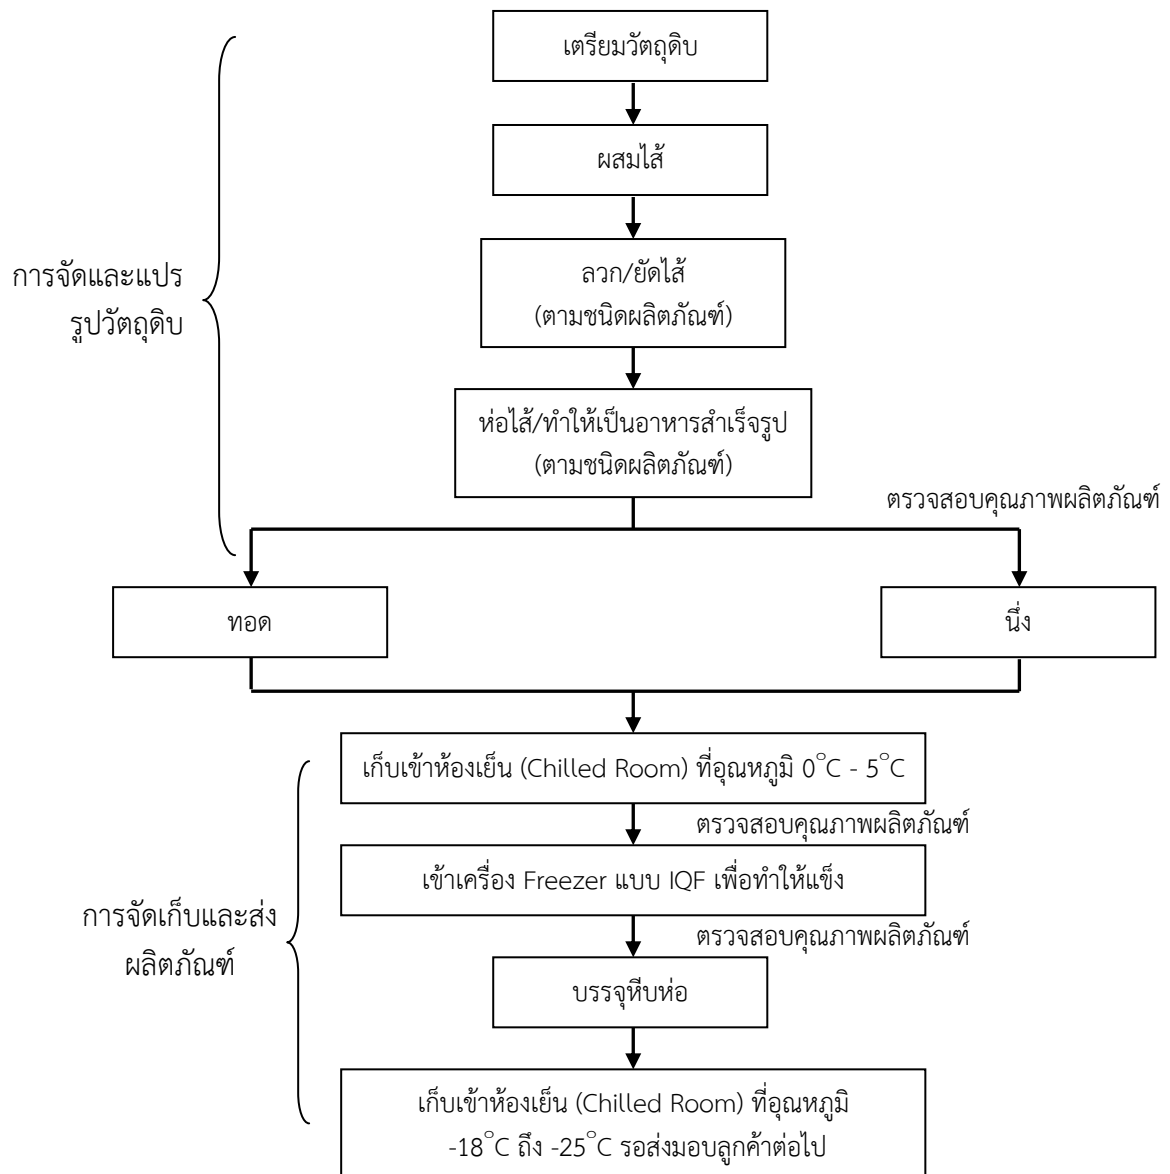 เตรียมวัตถุดิบ
ผสมไส้
ลวก/ยัดไส้
(ตามชนิดผลิตภัณฑ์)
การจัดและแปร
รูปวัตถุดิบ
ห่อไส้/ทำให้เป็นอาหารสำเร็จรูป
(ตามชนิดผลิตภัณฑ์)
ตรวจสอบคุณภาพผลิตภัณฑ์
ทอด
นึ่ง
เก็บเข้าห้องเย็น (Chilled Room) ที่อุณหภูมิ 0°C - 5°C
ตรวจสอบคุณภาพผลิตภัณฑ์
เข้าเครื่อง Freezer แบบ IQF เพื่อทำให้แข็ง
การจัดเก็บและส่ง
ผลิตภัณฑ์
ตรวจสอบคุณภาพผลิตภัณฑ์
บรรจุหีบห่อ
เก็บเข้าห้องเย็น (Chilled Room) ที่อุณหภูมิ
-18°C ถึง -25°C รอส่งมอบลูกค้าต่อไป